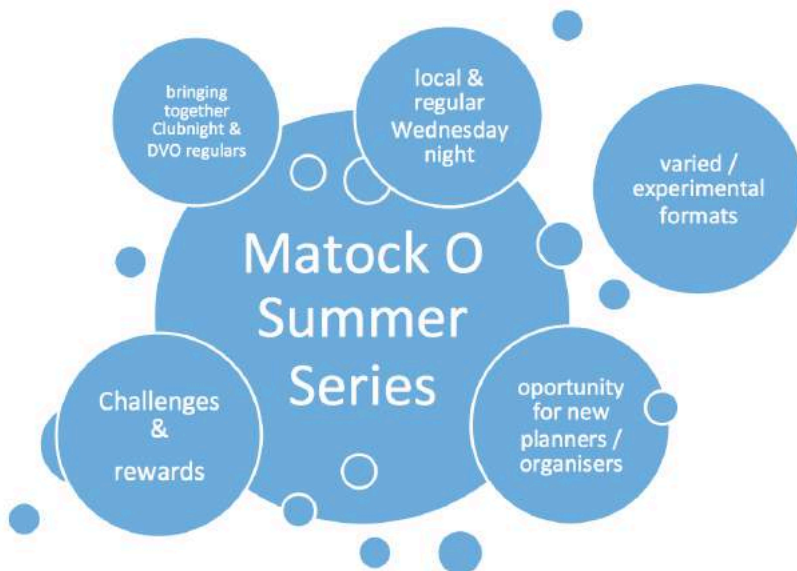 bringing
together
Clubnight &
DVO regulars
local &
regular
Wednesday
night
varied /
experimental
formats
Matock O
Summer
Series
Challenges
&
rewards
oportunity
for new
planners /
organisers